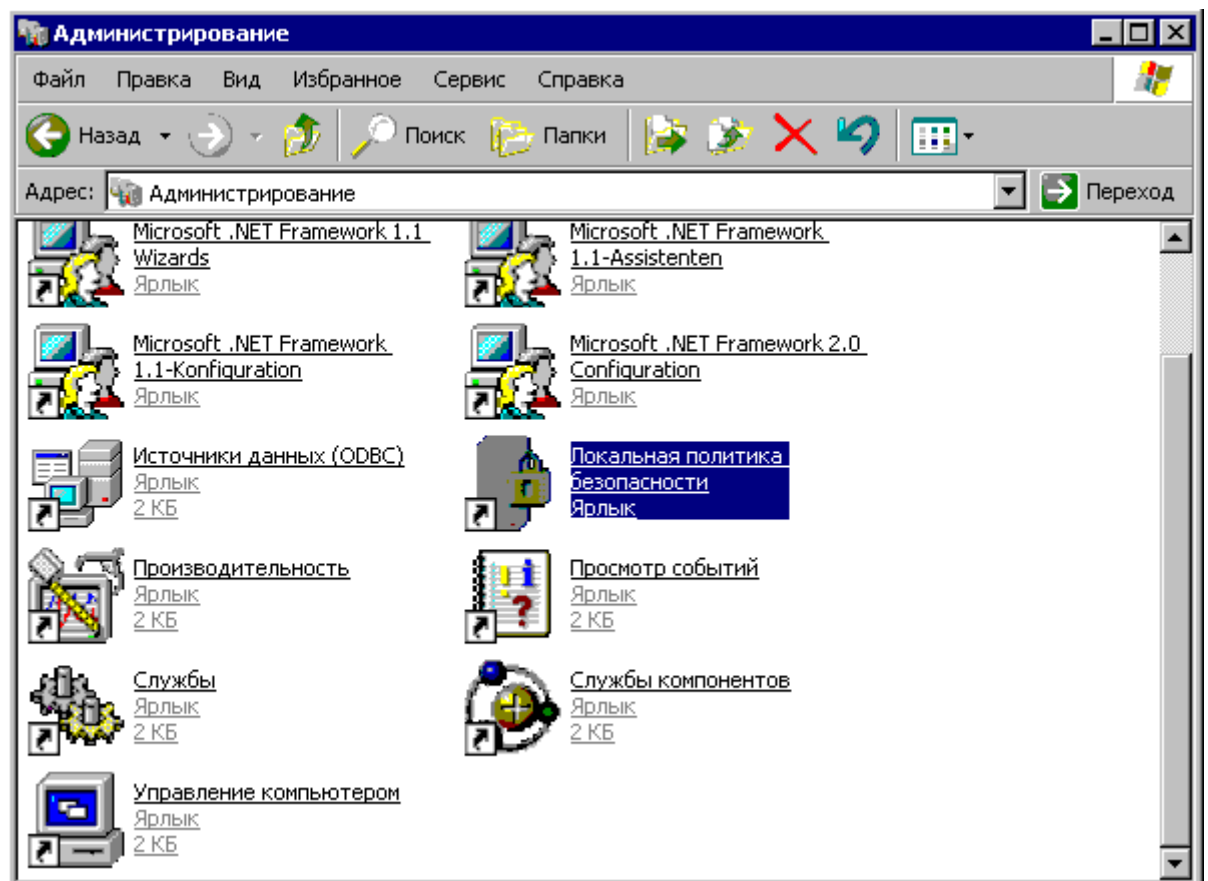 Администрирование
Файл Правка Вид Избранное Сервис Справка
Назад Поиск Папки
Адрес: Администрирование Переход
Microsoft .NET Framework 1.1
Wizards
Ярлык
Microsoft .NET Framework
1.1-Assistenten
Ярлык
Microsoft .NET Framework
1.1-Konfiguration
Ярлык
Microsoft .NET Framework 2.0
Configuration
Ярлык
Источники данных (ODBC)
Ярлык
2 КБ
Локальная политика
безопасности
Ярлык
Производительность
Ярлык
2 КБ
Просмотр событий
Ярлык
2 КБ
Службы
Ярлык
2 КБ
Службы компонентов
Ярлык
2 КБ
Управление компьютером
Ярлык
2 КБ